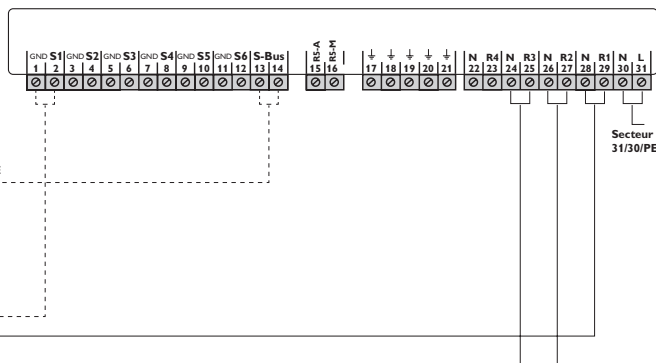 GND S1 GND S2 GND S3 GND S4 GND S5 GND S6 S-Bus
R5-A R5-M
N R4 N R3 N R2 N R1 N L
1 2 3 4 5 6 7 8 9 10 11 12 13 14 15 16 17 18 19 20 21 22 23 24 25 26 27 28 29 30 31
Secteur
31/30/PE